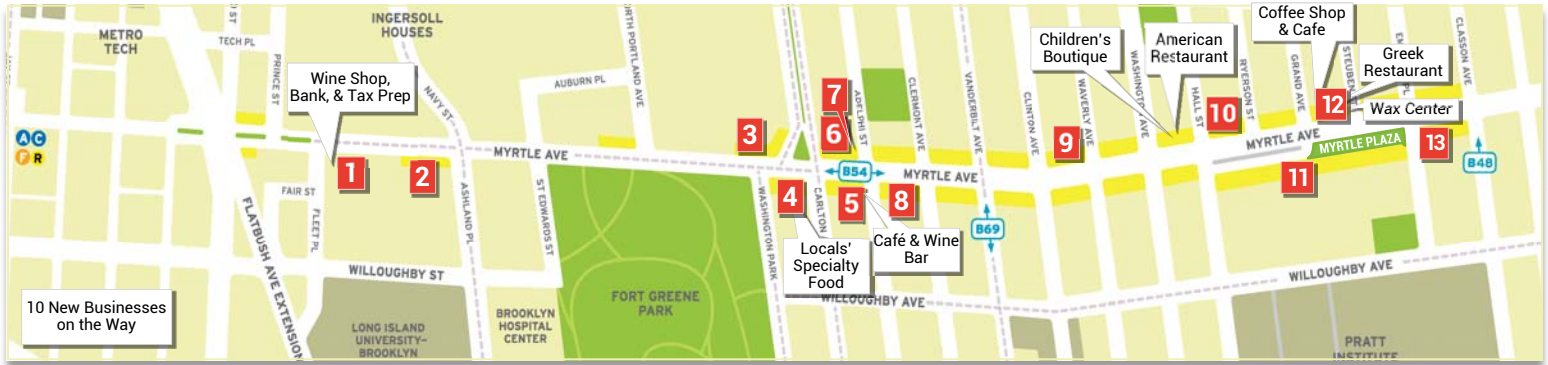 INGERSOLL
HOUSES
METRO
TECH
TECH PL
PRINCE ST
Wine Shop,
Bank, & Tax Prep
NAVY ST
AUBURN PL
A C
F R
1
2
MYRTLE AVE
FAIR ST
FLEET PL
FLATBUSH AVE EXTENSION
ASHLAND PL
ST EDWARDS ST
WILLOUGHBY ST
10 New Businesses
on the Way
LONG ISLAND
UNIVERSITY–
BROOKLYN
BROOKLYN
HOSPITAL
CENTER
FORT GREENE
PARK
WASHINGTON PARK
CARLTON
3
4
5
6
7
8
ADELPHI ST
CLERMONT AVE
B54
MYRTLE AVE
Locals'
Specialty
Food
Café & Wine
Bar
WILLOUGHBY AVE
VANDERBILT AVE
B69
CLINTON AVE
WAVERLY AVE
9
Children's
Boutique
American
Restaurant
HALL ST
10
RYERSON ST
Coffee Shop
& Cafe
GRAND AVE
Greek
Restaurant
12
Wax Center
CLASSON AVE
MYRTLE AVE
MYRTLE PLAZA
11
13
B48
WILLOUGHBY AVE
PRATT
INSTITUTE